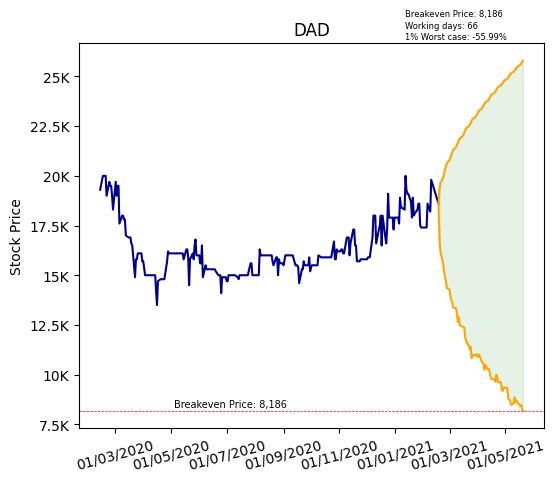 Breakeven Price: 8,186
Working days: 66
1% Worst case: -55.99%
DAD
Stock Price
25K
22.5K
20K
17.5K
15K
12.5K
10K
7.5K
Breakeven Price: 8,186
01/03/2020
01/05/2020
01/07/2020
01/09/2020
01/11/2020
01/01/2021
01/03/2021
01/05/2021